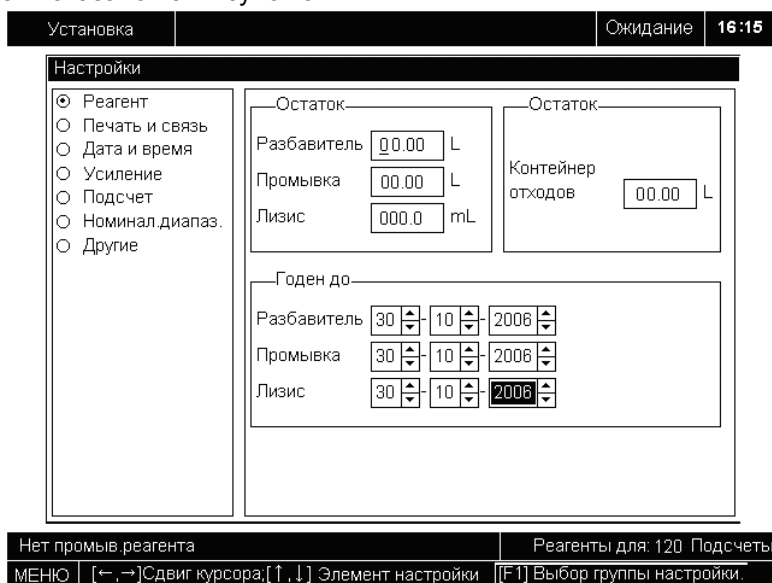 Установка Ожидание 16:15
Настройки
Реагент
Печать и связь
Дата и время
Усиление
Подсчет
Номинал.диапаз.
Другие
Остаток
Разбавитель 00.00 L
Промывка 00.00 L
Лизис 000.0 mL
Остаток
Контейнер
отходов 00.00 L
Годен до
Разбавитель 30 - 10 - 2006
Промывка 30 - 10 - 2006
Лизис 30 - 10 - 2006
Нет промыв.реагента Реагенты для: 120 Подсчеты
МЕНЮ [←,→]Сдвиг курсора;[↑,↓] Элемент настройки [F1] Выбор группы настройки.